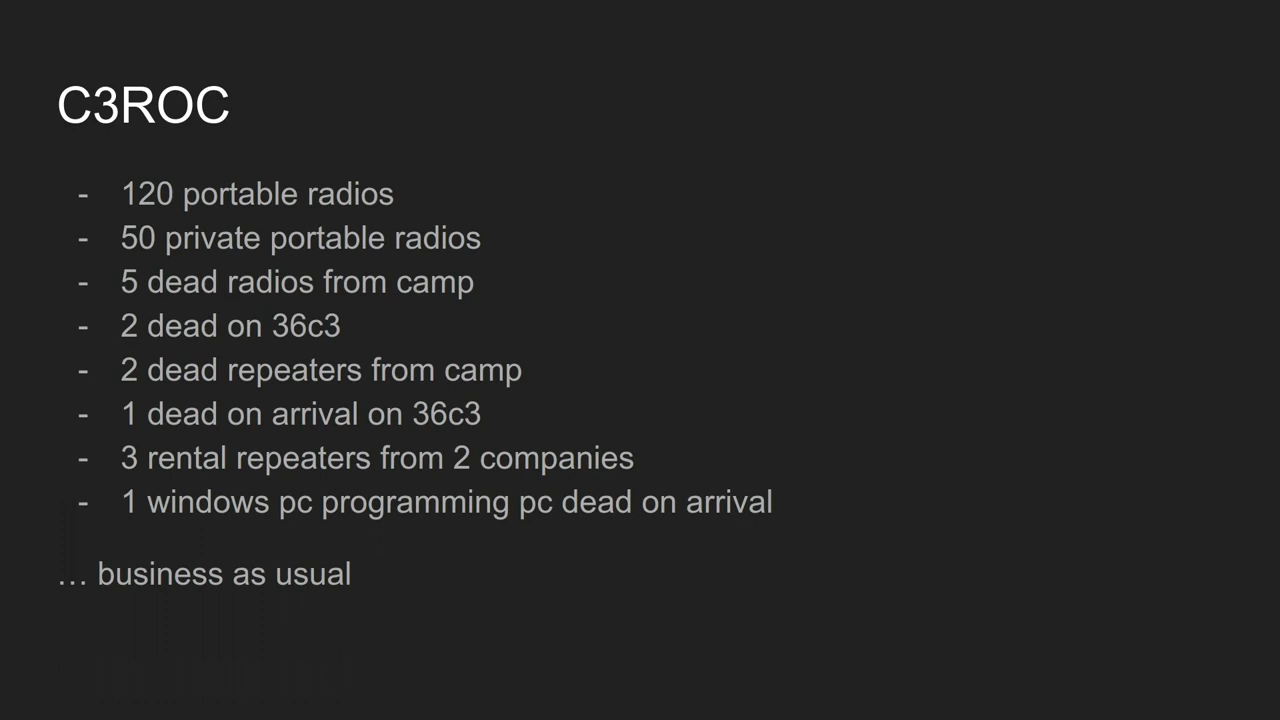 C3ROC
- 120 portable radios
- 50 private portable radios
- 5 dead radios from camp
- 2 dead on 36c3
- 2 dead repeaters from camp
- 1 dead on arrival on 36c3
- 3 rental repeaters from 2 companies
- 1 windows pc programming pc dead on arrival
… business as usual